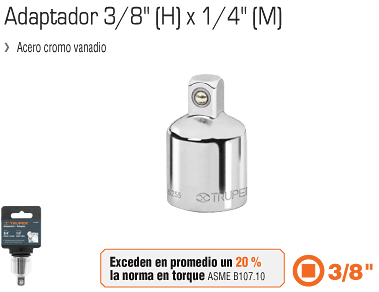 Adaptador 3/8" (H) x 1/4" (M)
❯ Acero cromo vanadio
TRUPER
TRUPER
Exceden en promedio un 20 %
la norma en torque ASME B107.10
3/8"